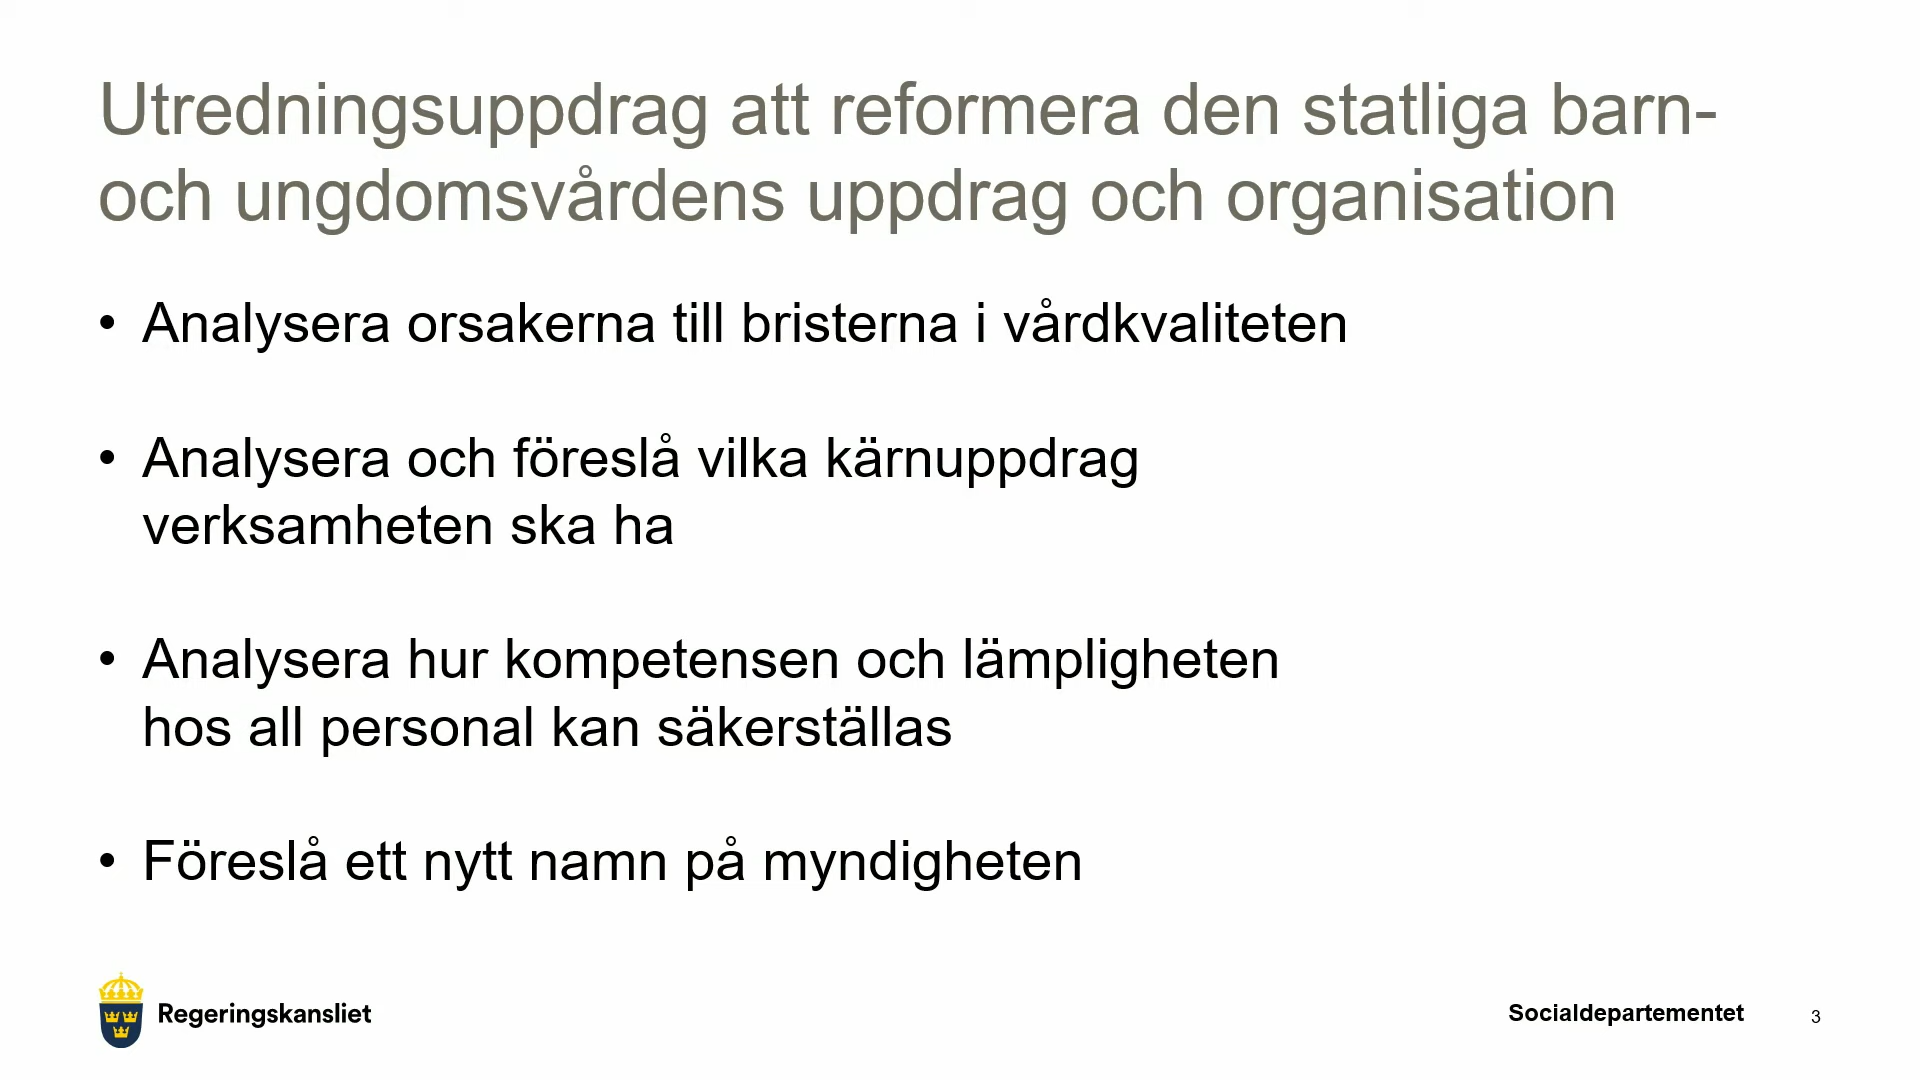 Utredningsuppdrag att reformera den statliga barn-
och ungdomsvårdens uppdrag och organisation
• Analysera orsakerna till bristerna i vårdkvaliteten
• Analysera och föreslå vilka kärnuppdrag
verksamheten ska ha
• Analysera hur kompetensen och lämpligheten
hos all personal kan säkerställas
• Föreslå ett nytt namn på myndigheten
Regeringskansliet
Socialdepartementet
3